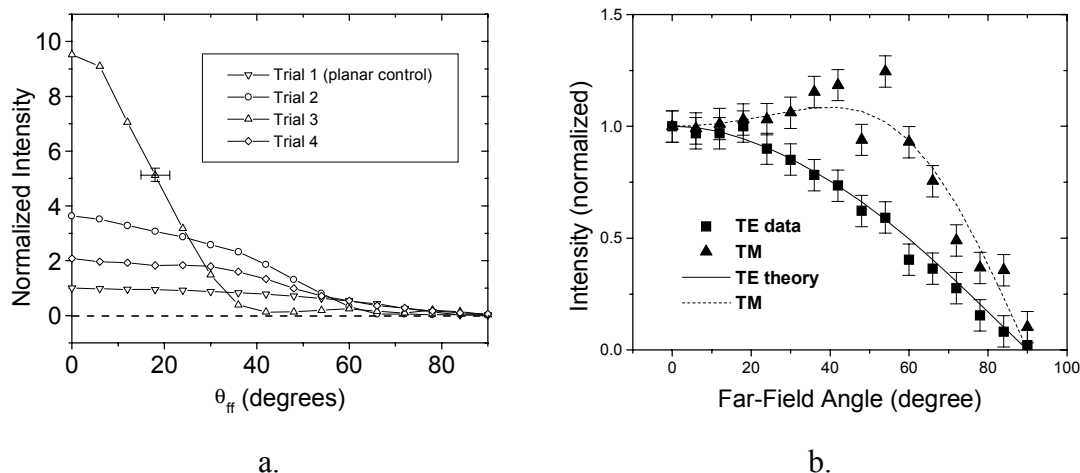 10
8
6
4
2
0
Normalized Intensity
Trial 1 (planar control)
Trial 2
Trial 3
Trial 4
0 20 40 60 80
θff (degrees)
a.
1.5
1.0
0.5
0.0
Intensity (normalized)
TE data
TM
TE theory
TM
0 20 40 60 80 100
Far-Field Angle (degree)
b.